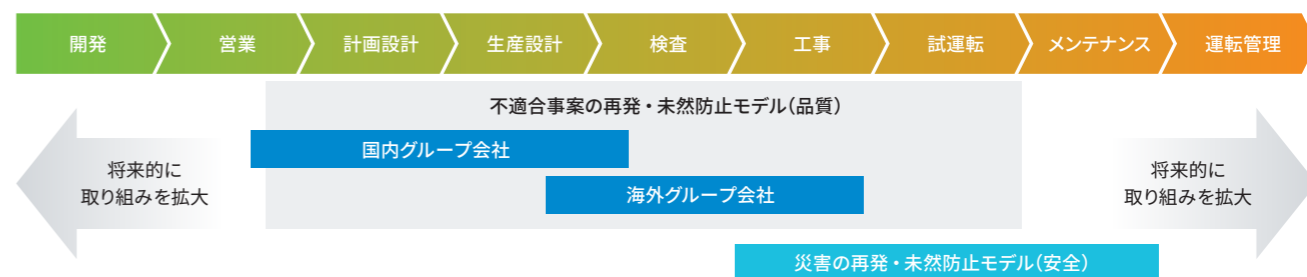 開発
営業
計画設計
生産設計
検査
工事
試運転
メンテナンス
運転管理
不適合事案の再発・未然防止モデル(品質)
国内グループ会社
将来的に
取り組みを拡大
海外グループ会社
将来的に
取り組みを拡大
災害の再発・未然防止モデル(安全)